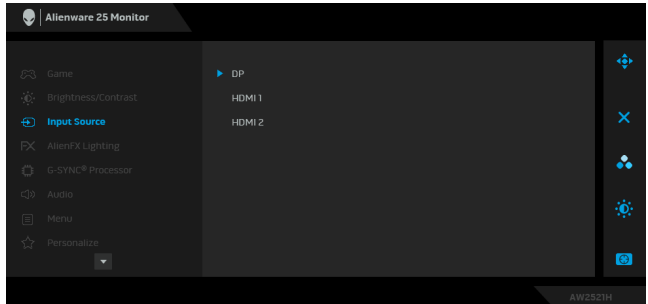 Alienware 25 Monitor
Game
DP
Brightness/Contrast
HDMI 1
Input Source
HDMI 2
FX AlienFX Lighting
G-SYNC® Processor
Audio
Menu
Personalize
AW2521H